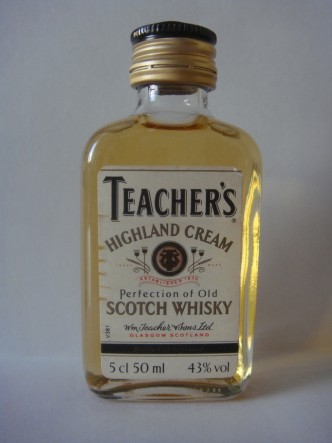 TEACHER'S®
HIGHLAND CREAM
Perfection of Old
SCOTCH WHISKY
Wm Teacher & Sons Ltd.
GLASGOW SCOTLAND
5 cl 50 ml 43% vol